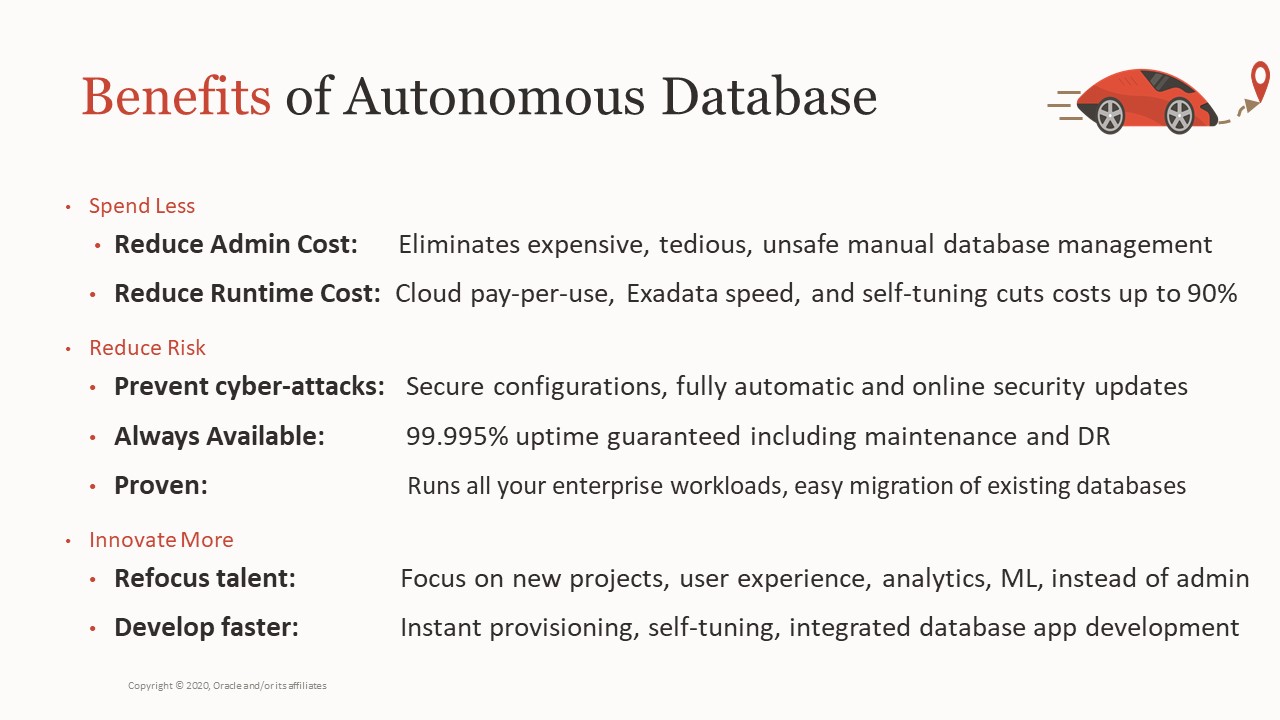 Benefits of Autonomous Database
• Spend Less
• Reduce Admin Cost: Eliminates expensive, tedious, unsafe manual database management
• Reduce Runtime Cost: Cloud pay-per-use, Exadata speed, and self-tuning cuts costs up to 90%
• Reduce Risk
• Prevent cyber-attacks: Secure configurations, fully automatic and online security updates
• Always Available: 99.995% uptime guaranteed including maintenance and DR
• Proven: Runs all your enterprise workloads, easy migration of existing databases
• Innovate More
• Refocus talent: Focus on new projects, user experience, analytics, ML, instead of admin
• Develop faster: Instant provisioning, self-tuning, integrated database app development
Copyright © 2020, Oracle and/or its affiliates